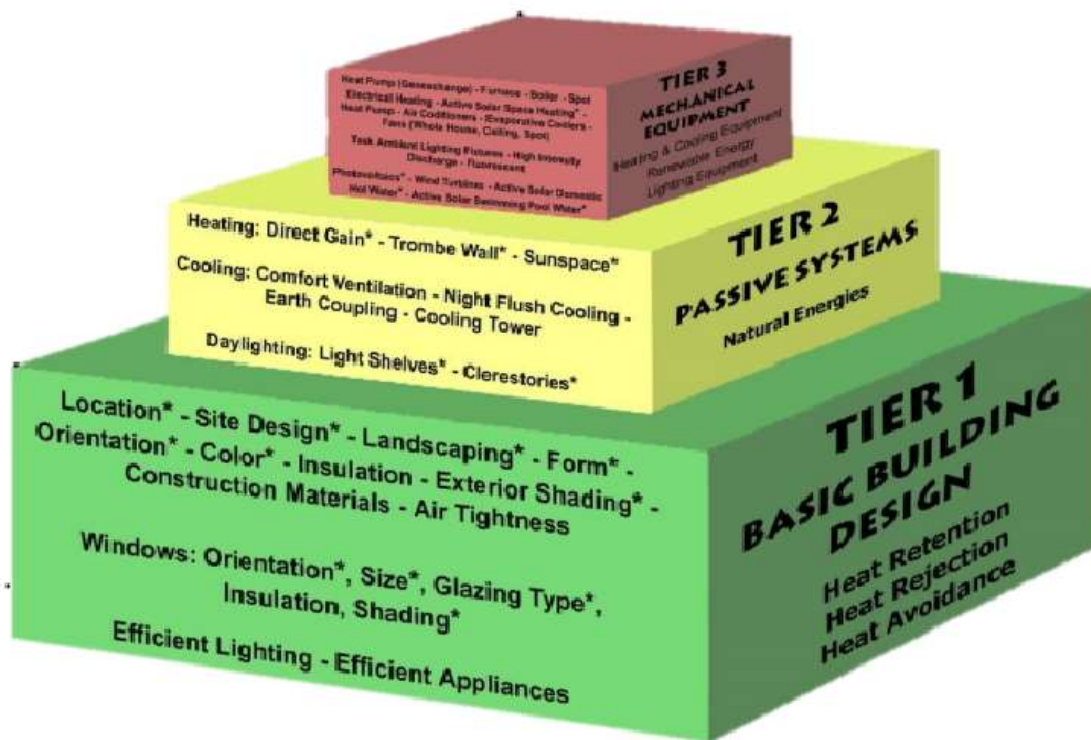 Heat Pump (Geoexchange) - Furnace - Boiler - Spot
Electrical Heating - Active Solar (Space Heating* -
Heat Pump - Air Coditioners - Evaporative Coolers -
Fans (Whole House, Ceiling, Spot)
Task Ambient Lighting Fixtures - High Intensity
Discharge - Fluorescent
Photovoltaics* - Wind Turbines - Active Solar Domestic
Hot Water* - Active Solar Swimming Pool Water*
TIER 3
MECHANICAL
EQUIPMENT
Heating & Cooling Equipment
Renewable Energy
Lighting Equipment
Heating: Direct Gain* - Trombe Wall* - Sunspace*
Cooling: Comfort Ventilation - Night Flush Cooling -
Earth Coupling - Cooling Tower
Daylighting: Light Shelves* - Clerestories*
TIER 2
PASSIVE SYSTEMS
Natural Energies
Location* - Site Design* - Landscaping* - Form* -
Orientation* - Color* - Insulation - Exterior Shading* -
Construction Materials - Air Tightness
Windows: Orientation*, Size*, Glazing Type*,
Insulation, Shading*
Efficient Lighting - Efficient Appliances
TIER 1
BASIC BUILDING
DESIGN
Heat Retention
Heat Rejection
Heat Avoidance